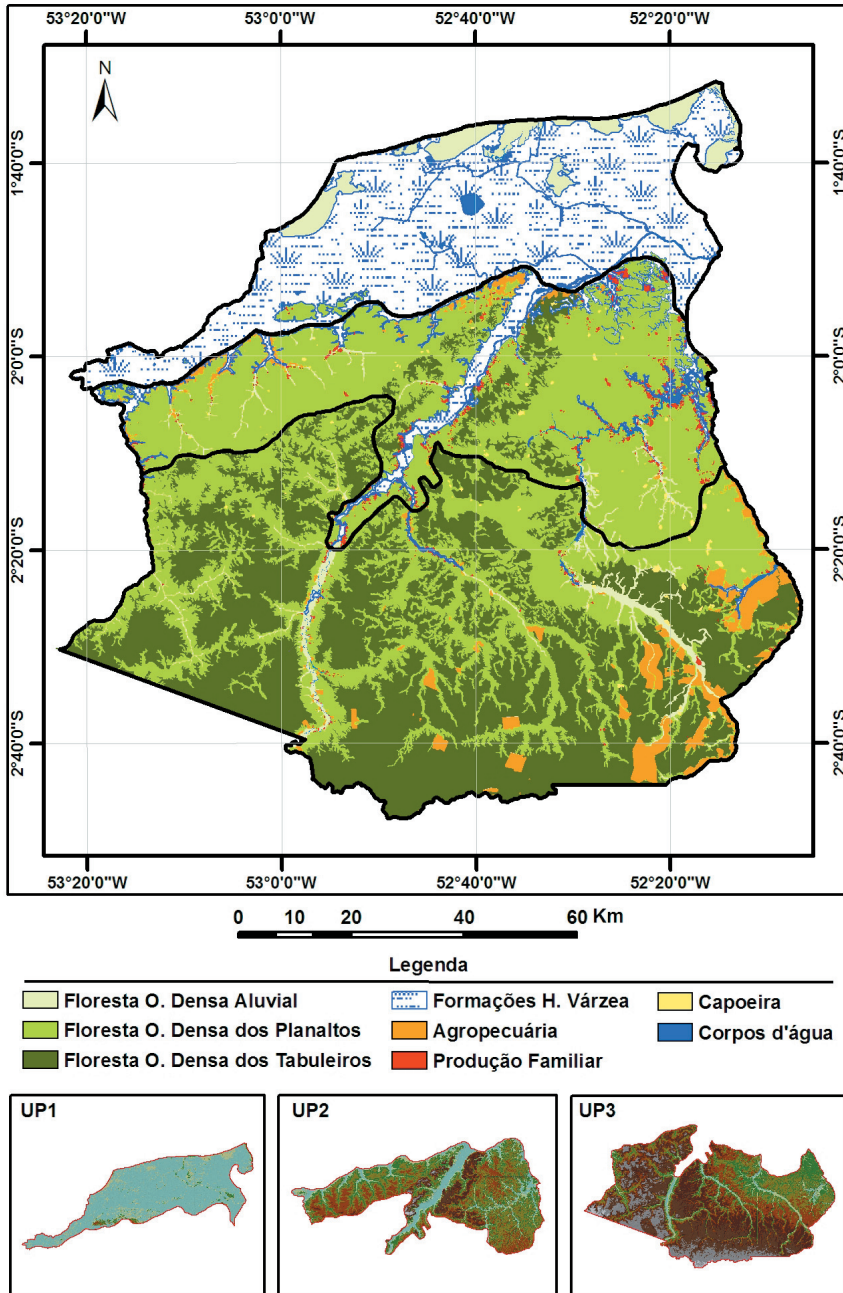 53°20'0"W 53°0'0"W 52°40'0"W 52°20'0"W
N
1°40'0"S 1°40'0"S
2°0'0"S 2°0'0"S
2°20'0"S 2°20'0"S
2°40'0"S 2°40'0"S
53°20'0"W 53°0'0"W 52°40'0"W 52°20'0"W
0 10 20 40 60 Km
Legenda
Floresta O. Densa Aluvial Formações H. Várzea Capoeira
Floresta O. Densa dos Planaltos Agropecuária Corpos d'água
Floresta O. Densa dos Tabuleiros Produção Familiar
UP1 UP2 UP3